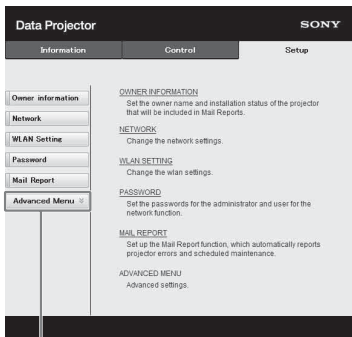 Data Projector
SONY
Information
Control
Setup
Owner information
Network
WLAN Setting
Password
Mail Report
Advanced Menu
OWNER INFORMATION
Set the owner name and installation status of the projector
that will be included in Mail Reports.
NETWORK
Change the network settings.
WLAN SETTING
Change the wlan settings.
PASSWORD
Set the passwords for the administrator and user for the
network function.
MAIL REPORT
Set up the Mail Report function, which automatically reports
projector errors and scheduled maintenance.
ADVANCED MENU
Advanced settings.